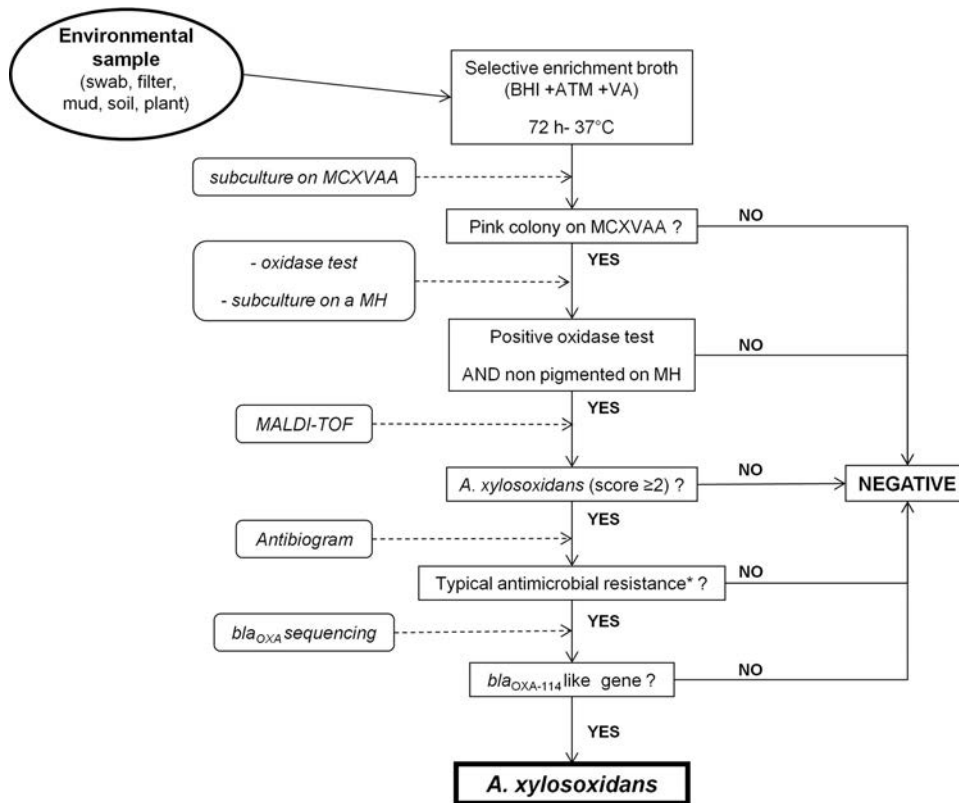 Environmental
sample
(swab, filter,
mud, soil, plant)
Selective enrichment broth
(BHI +ATM +VA)
72 h- 37°C
subculture on MCXVAA
Pink colony on MCXVAA ?
NO
YES
- oxidase test
- subculture on a MH
Positive oxidase test
AND non pigmented on MH
NO
YES
MALDI-TOF
A. xylosoxidans (score ≥2) ?
NO
NEGATIVE
YES
Antibiogram
Typical antimicrobial resistance* ?
NO
YES
blaOXA sequencing
blaOXA-114 like gene ?
NO
YES
A. xylosoxidans